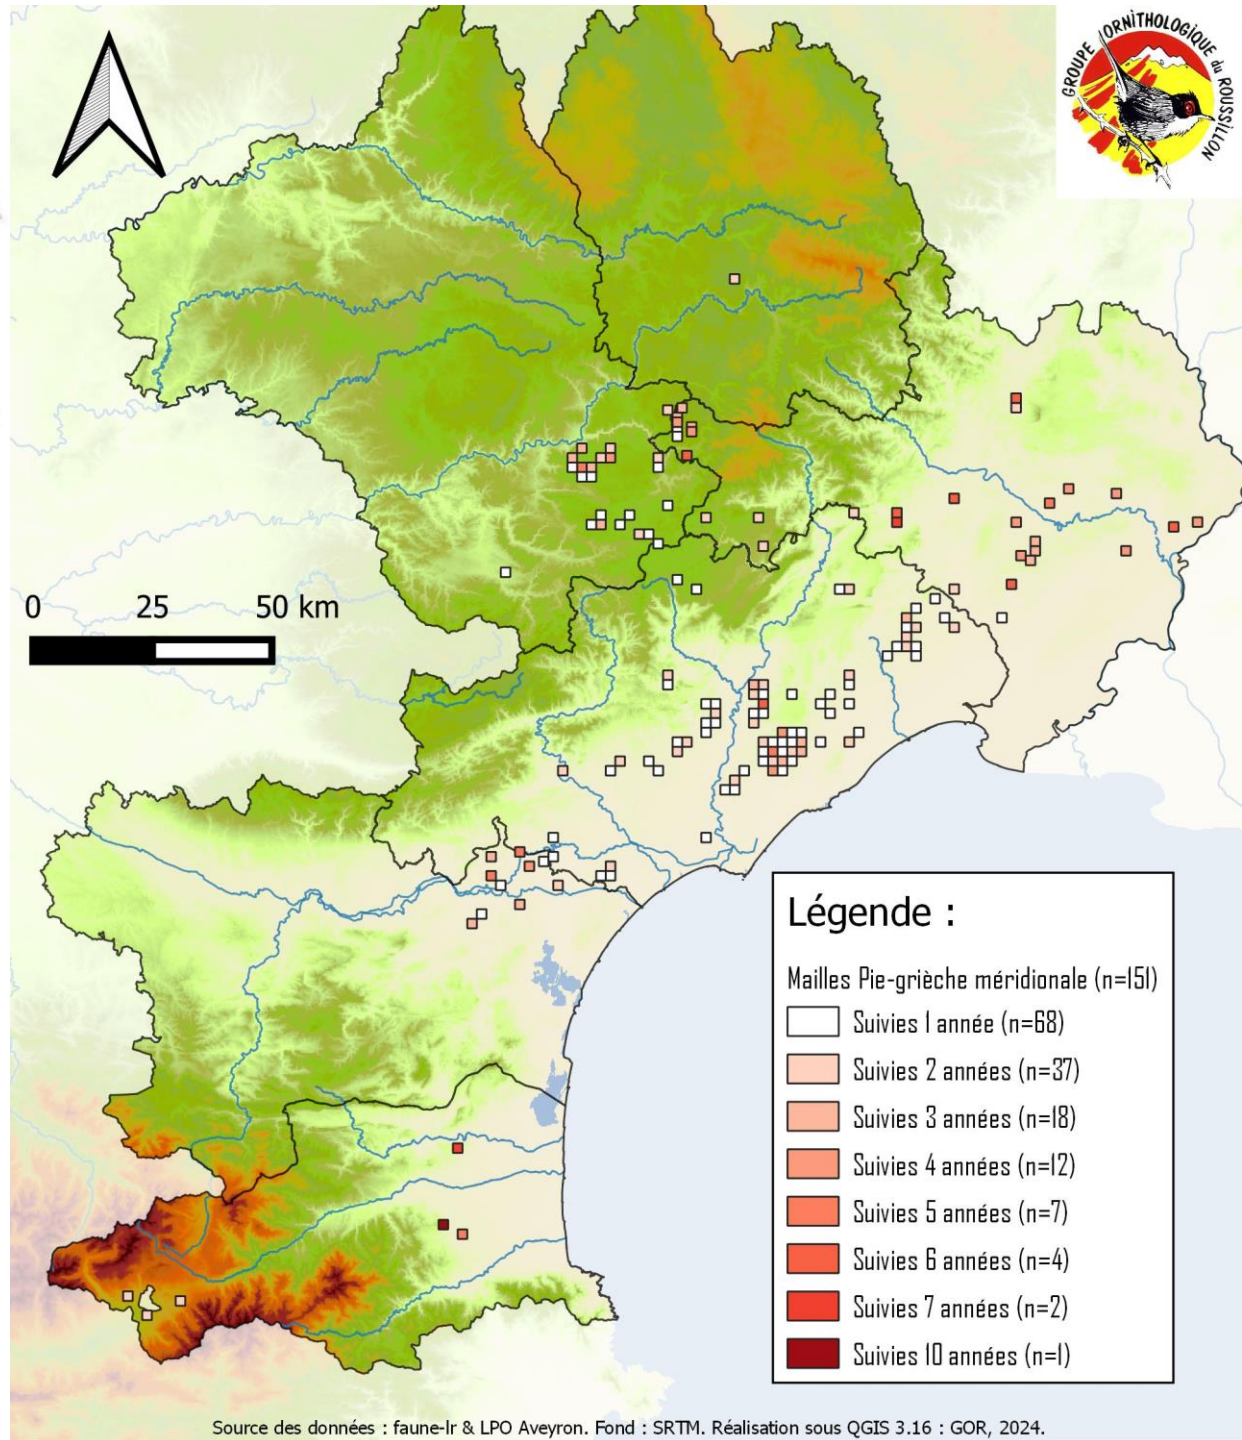 GROUPE ORNITHOLOGIQUE du ROUSSILLON
0 25 50 km
Légende :
Mailles Pie-grièche méridionale (n=151)
Suivies 1 année (n=68)
Suivies 2 années (n=37)
Suivies 3 années (n=18)
Suivies 4 années (n=12)
Suivies 5 années (n=7)
Suivies 6 années (n=4)
Suivies 7 années (n=2)
Suivies 10 années (n=1)
Source des données : faune-lr & LPO Aveyron. Fond : SRTM. Réalisation sous QGIS 3.16 : GOR, 2024.